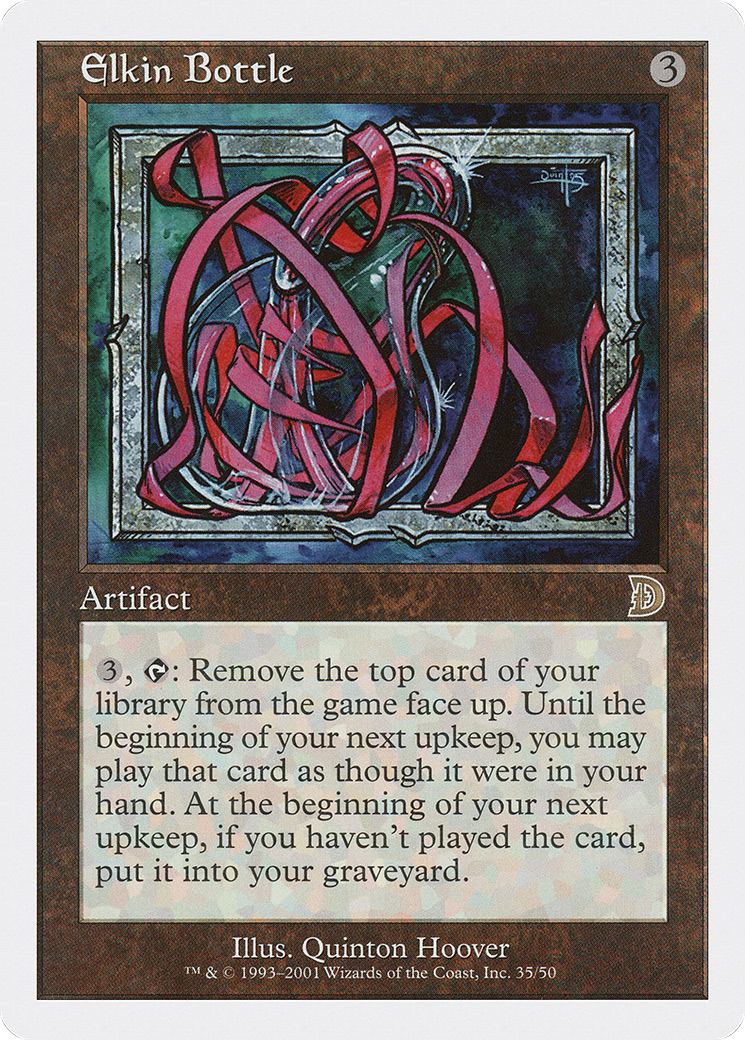 Elkin Bottle
3
Artifact
3, : Remove the top card of your
library from the game face up. Until the
beginning of your next upkeep, you may
play that card as though it were in your
hand. At the beginning of your next
upkeep, if you haven't played the card,
put it into your graveyard.
Illus. Quinton Hoover
™ & © 1993–2001 Wizards of the Coast, Inc. 35/50